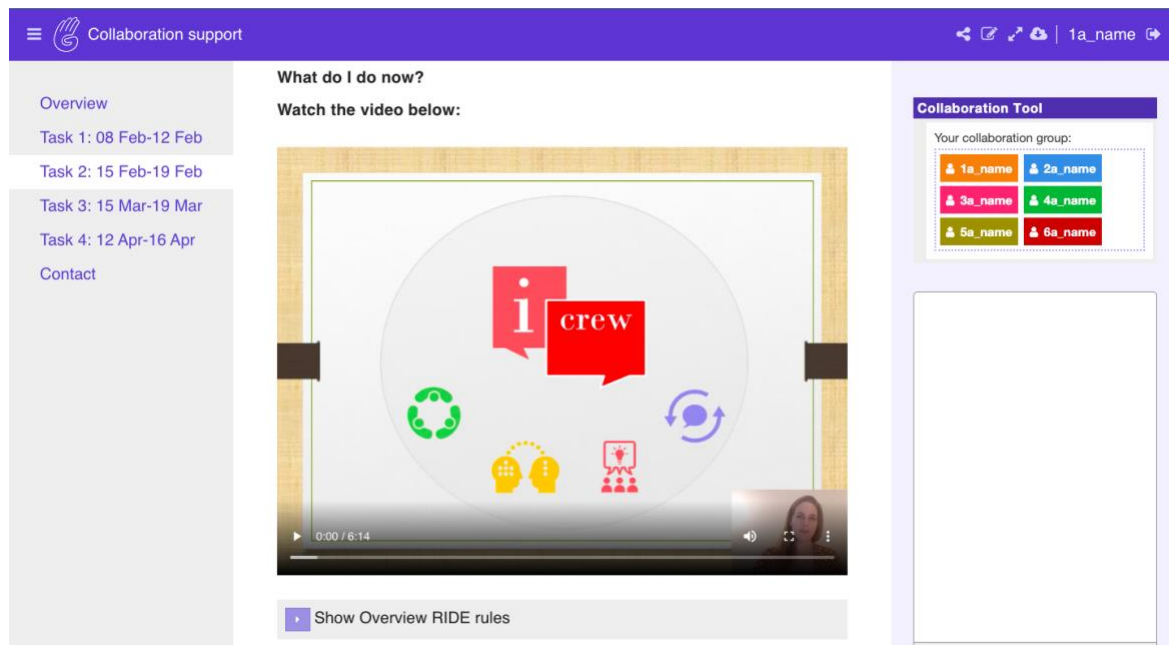 Collaboration support
1a_name
Overview
Task 1: 08 Feb-12 Feb
Task 2: 15 Feb-19 Feb
Task 3: 15 Mar-19 Mar
Task 4: 12 Apr-16 Apr
Contact
What do I do now?
Watch the video below:
i
crew
0:00 / 6:14
Show Overview RIDE rules
Collaboration Tool
Your collaboration group:
1a_name 2a_name
3a_name 4a_name
5a_name 6a_name